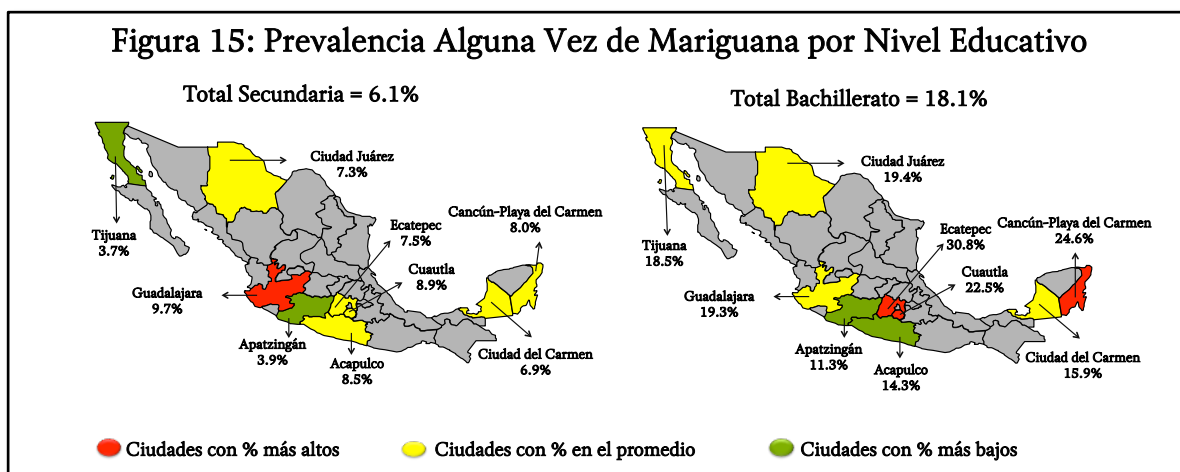 Figura 15: Prevalencia Alguna Vez de Mariguana por Nivel Educativo
Total Secundaria = 6.1%
Ciudad Juárez
7.3%
Cancún-Playa del Carmen
8.0%
Ecatepec
7.5%
Tijuana
3.7%
Cuautla
8.9%
Guadalajara
9.7%
Apatzingán
3.9%
Acapulco
8.5%
Ciudad del Carmen
6.9%
Total Bachillerato = 18.1%
Ciudad Juárez
19.4%
Cancún-Playa del Carmen
24.6%
Ecatepec
30.8%
Tijuana
18.5%
Cuautla
22.5%
Guadalajara
19.3%
Apatzingán
11.3%
Acapulco
14.3%
Ciudad del Carmen
15.9%
Ciudades con % más altos
Ciudades con % en el promedio
Ciudades con % más bajos